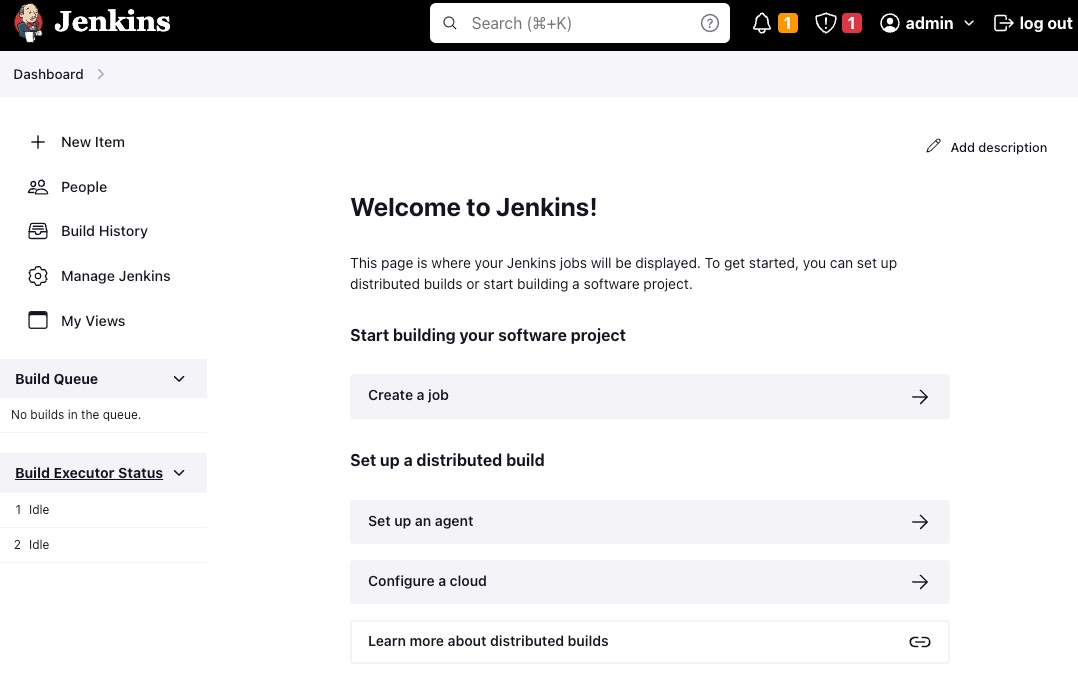 Jenkins
Search (⌘+K)
?
1
1
admin
log out
Dashboard
New Item
People
Build History
Manage Jenkins
My Views
Build Queue
No builds in the queue.
Build Executor Status
1 Idle
2 Idle
Add description
Welcome to Jenkins!
This page is where your Jenkins jobs will be displayed. To get started, you can set up
distributed builds or start building a software project.
Start building your software project
Create a job
Set up a distributed build
Set up an agent
Configure a cloud
Learn more about distributed builds